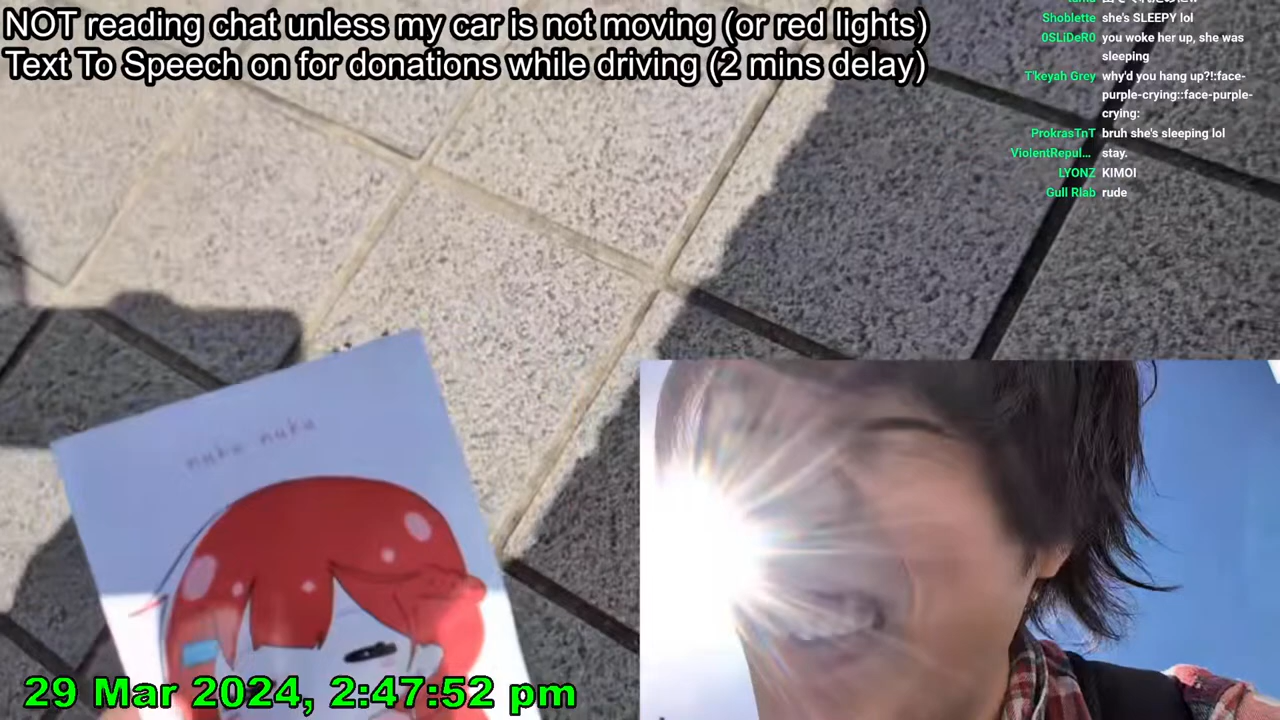 NOT reading chat unless my car is not moving (or red lights)
Text To Speech on for donations while driving (2 mins delay)
Shoblette she's SLEEPY lol
0SLiDeR0 you woke her up, she was
sleeping
T'keyah Grey why'd you hang up?!:face-
purple-crying::face-purple-
crying:
ProkrasTnT bruh she's sleeping lol
ViolentRepul... stay.
LYONZ KIMOI
Gull Rlab rude
nuku nuku
29 Mar 2024, 2:47:52 pm